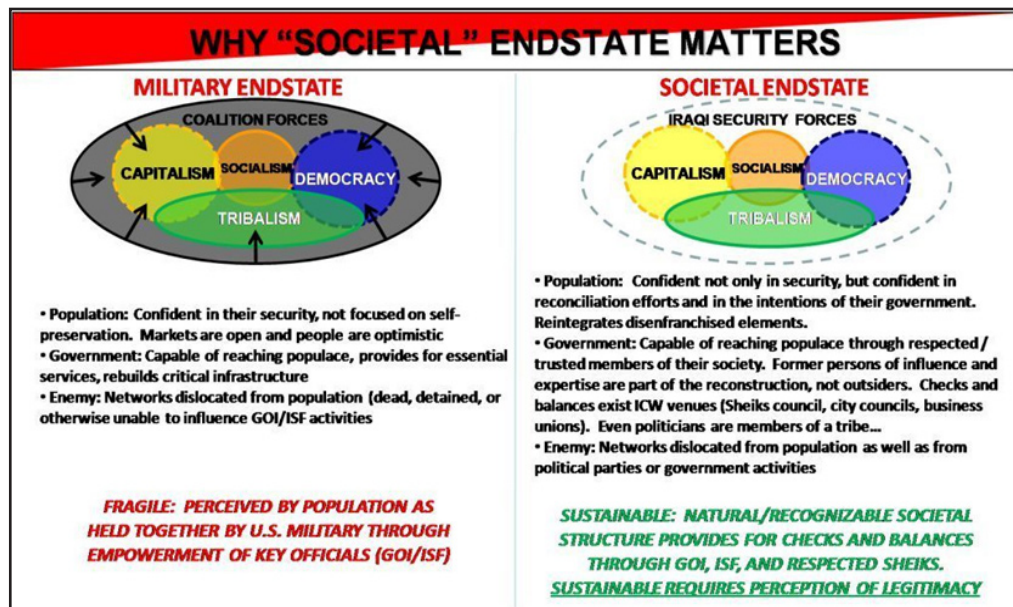 WHY “SOCIETAL” ENDSTATE MATTERS
MILITARY ENDSTATE
COALITION FORCES
CAPITALISM
SOCIALISM
DEMOCRACY
TRIBALISM
• Population: Confident in their security, not focused on self-
preservation. Markets are open and people are optimistic
• Government: Capable of reaching populace, provides for essential
services, rebuilds critical infrastructure
• Enemy: Networks dislocated from population (dead, detained, or
otherwise unable to influence GOI/ISF activities
FRAGILE: PERCEIVED BY POPULATION AS
HELD TOGETHER BY U.S. MILITARY THROUGH
EMPOWERMENT OF KEY OFFICIALS (GOI/ISF)
SOCIETAL ENDSTATE
IRAQI SECURITY FORCES
CAPITALISM
SOCIALISM
DEMOCRACY
TRIBALISM
• Population: Confident not only in security, but confident in
reconciliation efforts and in the intentions of their government.
Reintegrates disenfranchised elements.
• Government: Capable of reaching populace through respected /
trusted members of their society. Former persons of influence and
expertise are part of the reconstruction, not outsiders. Checks and
balances exist ICW venues (Sheiks council, city councils, business
unions). Even politicians are members of a tribe...
• Enemy: Networks dislocated from population as well as from
political parties or government activities
SUSTAINABLE: NATURAL/RECOGNIZABLE SOCIETAL
STRUCTURE PROVIDES FOR CHECKS AND BALANCES
THROUGH GOI, ISF, AND RESPECTED SHEIKS.
SUSTAINABLE REQUIRES PERCEPTION OF LEGITIMACY